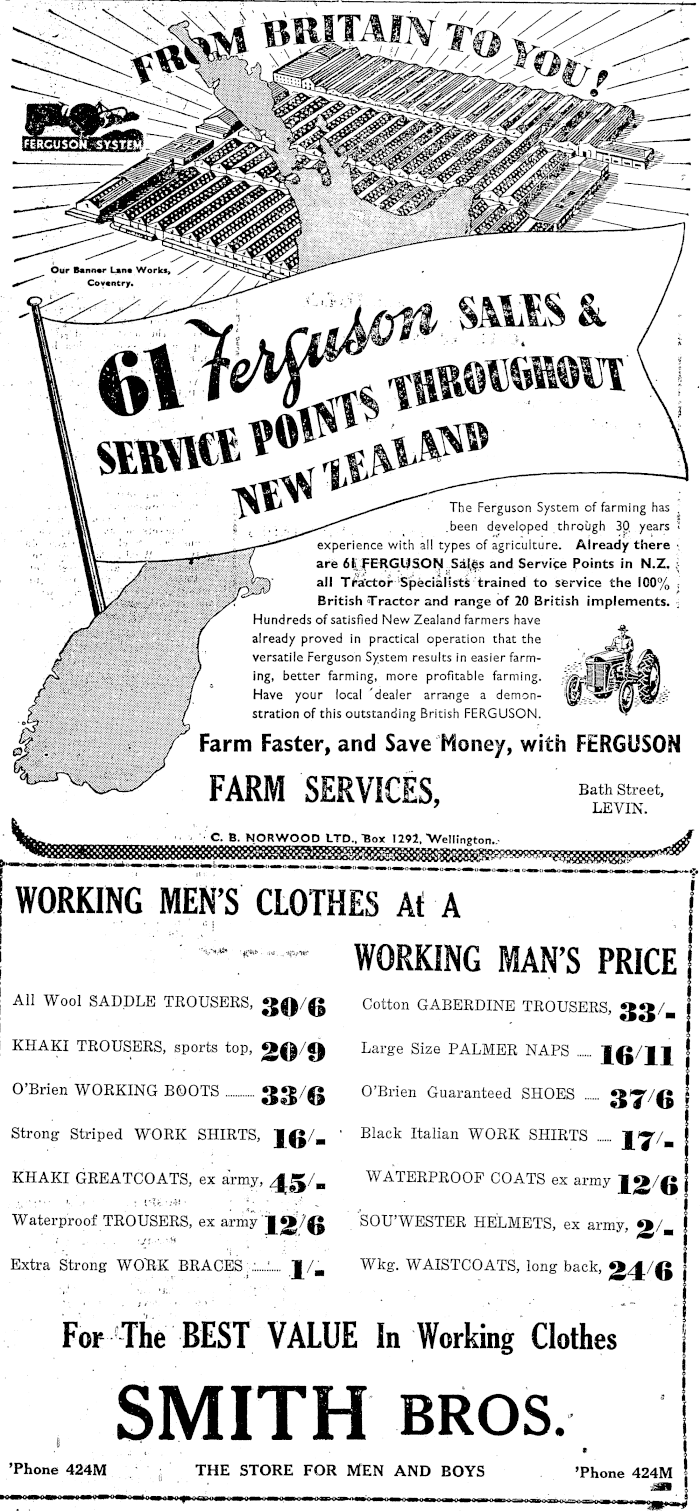 FROM BRITAIN TO YOU!
FERGUSON SYSTEM
Our Banner Lane Works,
Coventry.
61 Ferguson SALES &
SERVICE POINTS THROUGHOUT
NEW ZEALAND
The Ferguson System of farming has
been developed through 30 years
experience with all types of agriculture. Already there
are 61 FERGUSON Sales and Service Points in N.Z.
all Tractor Specialists trained to service the 100%
British Tractor and range of 20 British implements.
Hundreds of satisfied New Zealand farmers have
already proved in practical operation that the
versatile Ferguson System results in easier farm-
ing, better farming, more profitable farming.
Have your local dealer arrange a demon-
stration of this outstanding British FERGUSON.
Farm Faster, and Save Money, with FERGUSON
FARM SERVICES,
Bath Street,
LEVIN.
C. B. NORWOOD LTD., Box 1292, Wellington.
WORKING MEN'S CLOTHES At A
WORKING MAN'S PRICE
All Wool SADDLE TROUSERS, 30/6
KHAKI TROUSERS, sports top, 20/9
O'Brien WORKING BOOTS ........ 33/6
Strong Striped WORK SHIRTS, 16/-
KHAKI GREATCOATS, ex army, 45/-
Waterproof TROUSERS, ex army 12/6
Extra Strong WORK BRACES ........ 1/-
Cotton GABERDINE TROUSERS, 33/-
Large Size PALMER NAPS ..... 16/11
O'Brien Guaranteed SHOES ..... 37/6
Black Italian WORK SHIRTS ..... 17/-
WATERPROOF COATS ex army 12/6
SOU'WESTER HELMETS, ex army, 2/-
Wkg. WAISTCOATS, long back, 24/6
For The BEST VALUE In Working Clothes
SMITH BROS.
'Phone 424M THE STORE FOR MEN AND BOYS 'Phone 424M